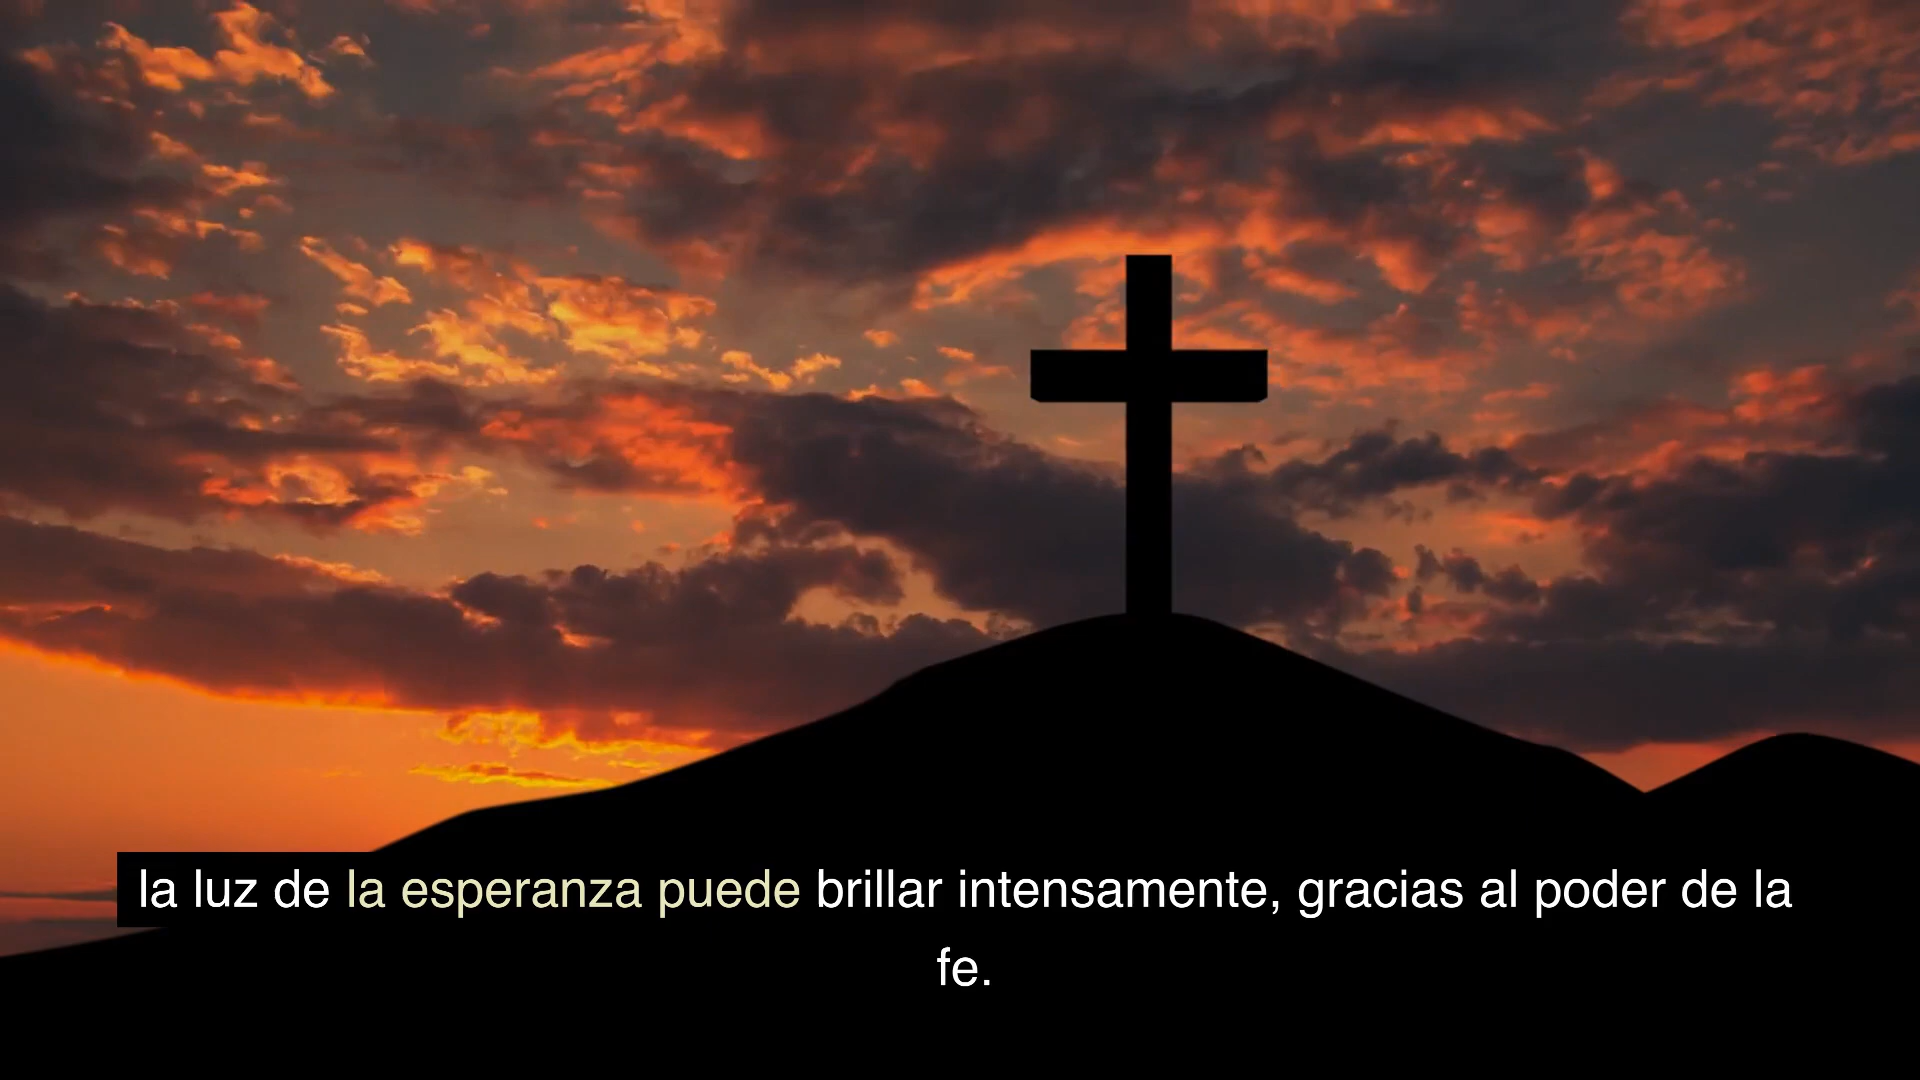 la luz de la esperanza puede brillar intensamente, gracias al poder de la
fe.